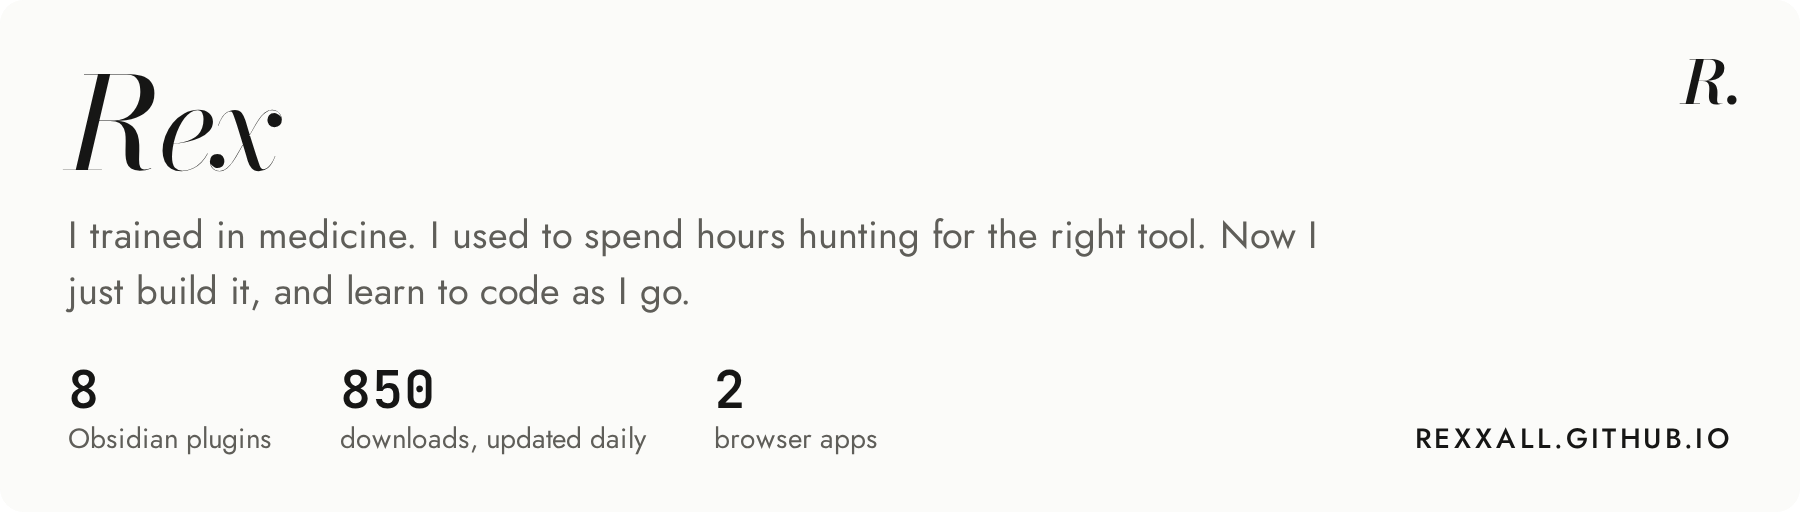 Rex
R.
I trained in medicine. I used to spend hours hunting for the right tool. Now I
just build it, and learn to code as I go.
8
Obsidian plugins
850
downloads, updated daily
2
browser apps
REXXALL.GITHUB.IO